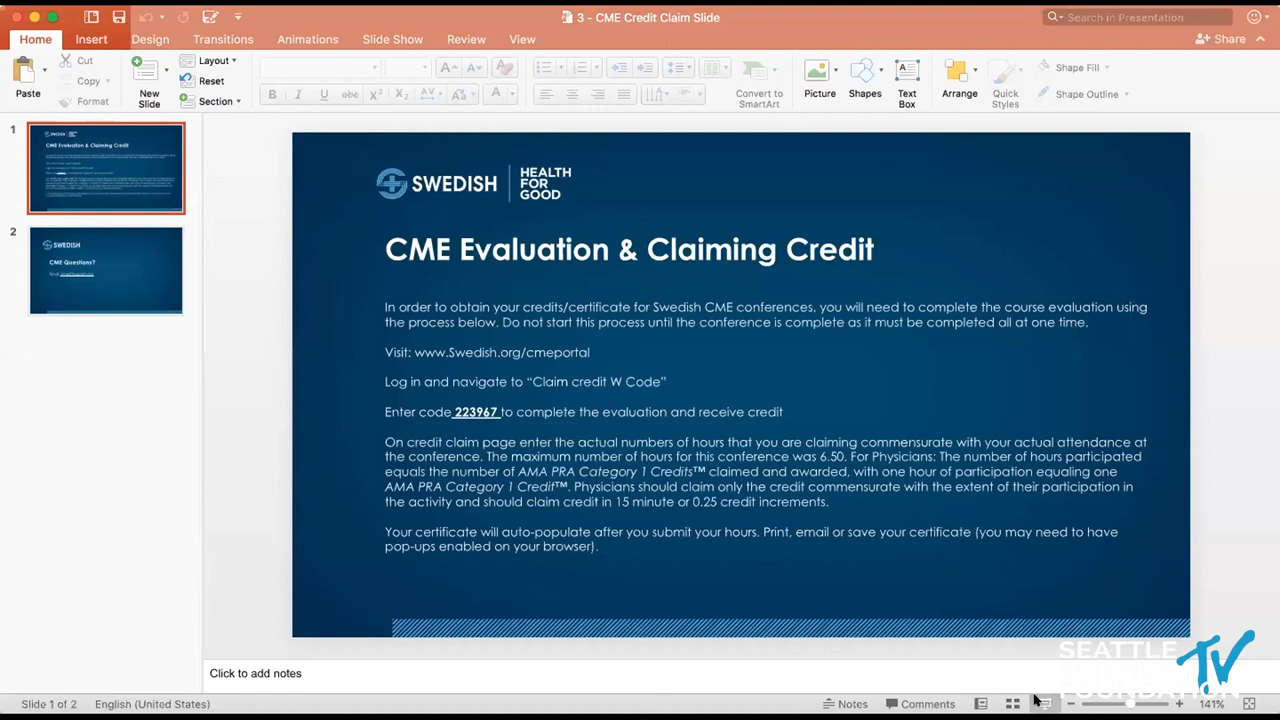 3 - CME Credit Claim Slide
Search in Presentation
Home Insert Design Transitions Animations Slide Show Review View
Share
Paste
Cut
Copy
Format
New Slide
Layout
Reset
Section
Convert to SmartArt
Picture
Shapes
Text Box
Arrange
Quick Styles
Shape Fill
Shape Outline
1
SWEDISH
CME Evaluation & Claiming Credit
2
SWEDISH
CME Questions?
SWEDISH HEALTH FOR GOOD
CME Evaluation & Claiming Credit
In order to obtain your credits/certificate for Swedish CME conferences, you will need to complete the course evaluation using
the process below. Do not start this process until the conference is complete as it must be completed all at one time.
Visit: www.Swedish.org/cmeportal
Log in and navigate to “Claim credit W Code”
Enter code 223967 to complete the evaluation and receive credit
On credit claim page enter the actual numbers of hours that you are claiming commensurate with your actual attendance at
the conference. The maximum number of hours for this conference was 6.50. For Physicians: The number of hours participated
equals the number of AMA PRA Category 1 Credits™ claimed and awarded, with one hour of participation equaling one
AMA PRA Category 1 Credit™. Physicians should claim only the credit commensurate with the extent of their participation in
the activity and should claim credit in 15 minute or 0.25 credit increments.
Your certificate will auto-populate after you submit your hours. Print, email or save your certificate (you may need to have
pop-ups enabled on your browser).
SEATTLE
FOUNDATION
TV
Click to add notes
Slide 1 of 2 English (United States) Notes Comments 141%